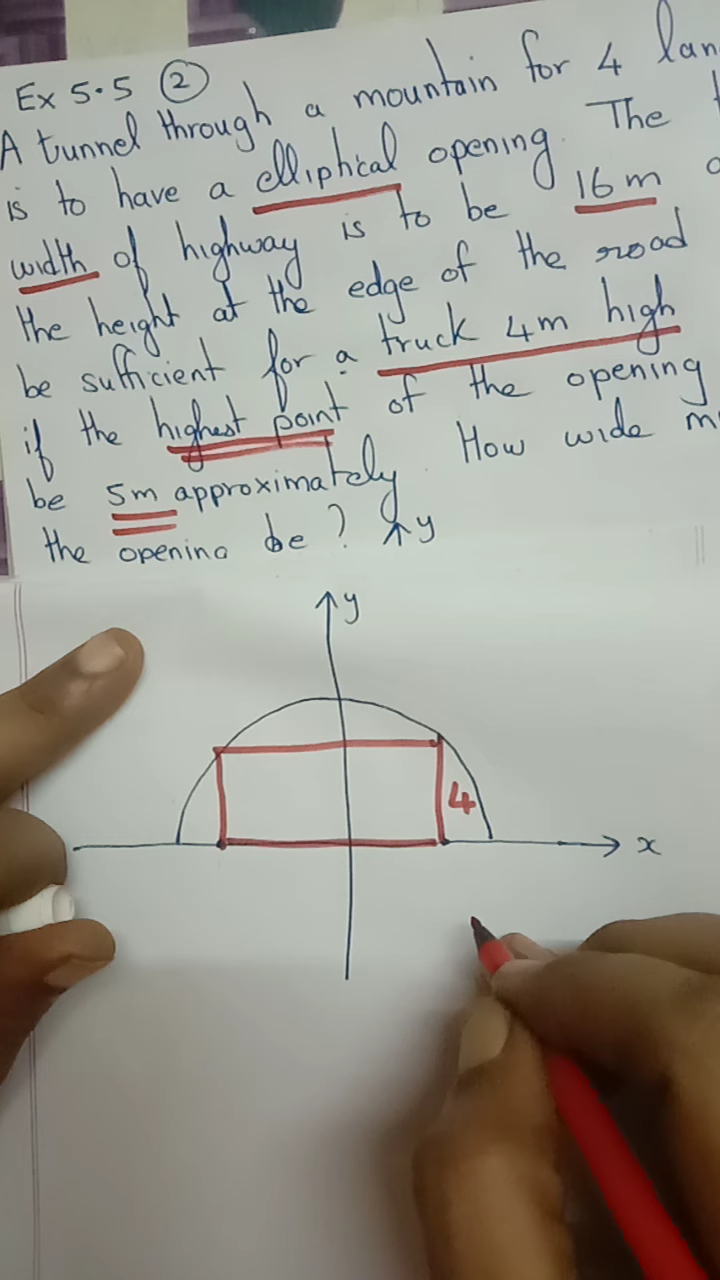 Ex 5.5 ②
A tunnel through a mountain for 4 lan
is to have a elliptical opening. The t
width of highway is to be 16m
the height at the edge of the road
be sufficient for a truck 4m high
if the highest point of the opening
be 5m approximately. How wide m
the opening be? y
y
4
x